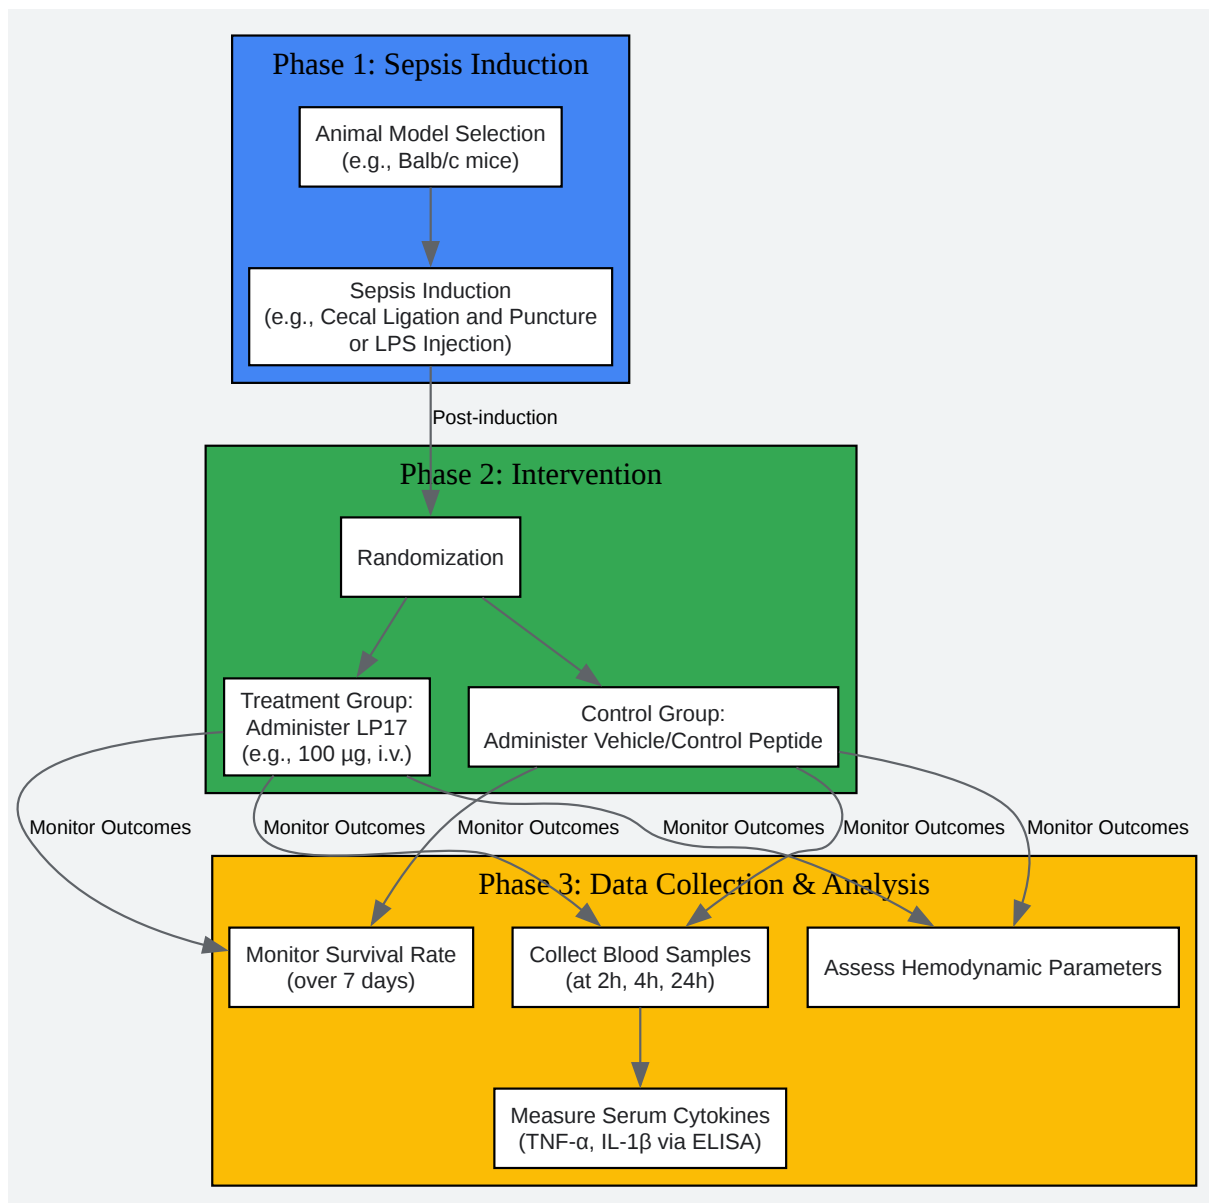 Phase 1: Sepsis Induction
Animal Model Selection
(e.g., Balb/c mice)
Sepsis Induction
(e.g., Cecal Ligation and Puncture
or LPS Injection)
Post-induction
Phase 2: Intervention
Randomization
Treatment Group:
Administer LP17
(e.g., 100 µg, i.v.)
Control Group:
Administer Vehicle/Control Peptide
Monitor Outcomes
Monitor Outcomes
Monitor Outcomes
Monitor Outcomes
Monitor Outcomes
Monitor Outcomes
Phase 3: Data Collection & Analysis
Monitor Survival Rate
(over 7 days)
Collect Blood Samples
(at 2h, 4h, 24h)
Assess Hemodynamic Parameters
Measure Serum Cytokines
(TNF-α, IL-1β via ELISA)